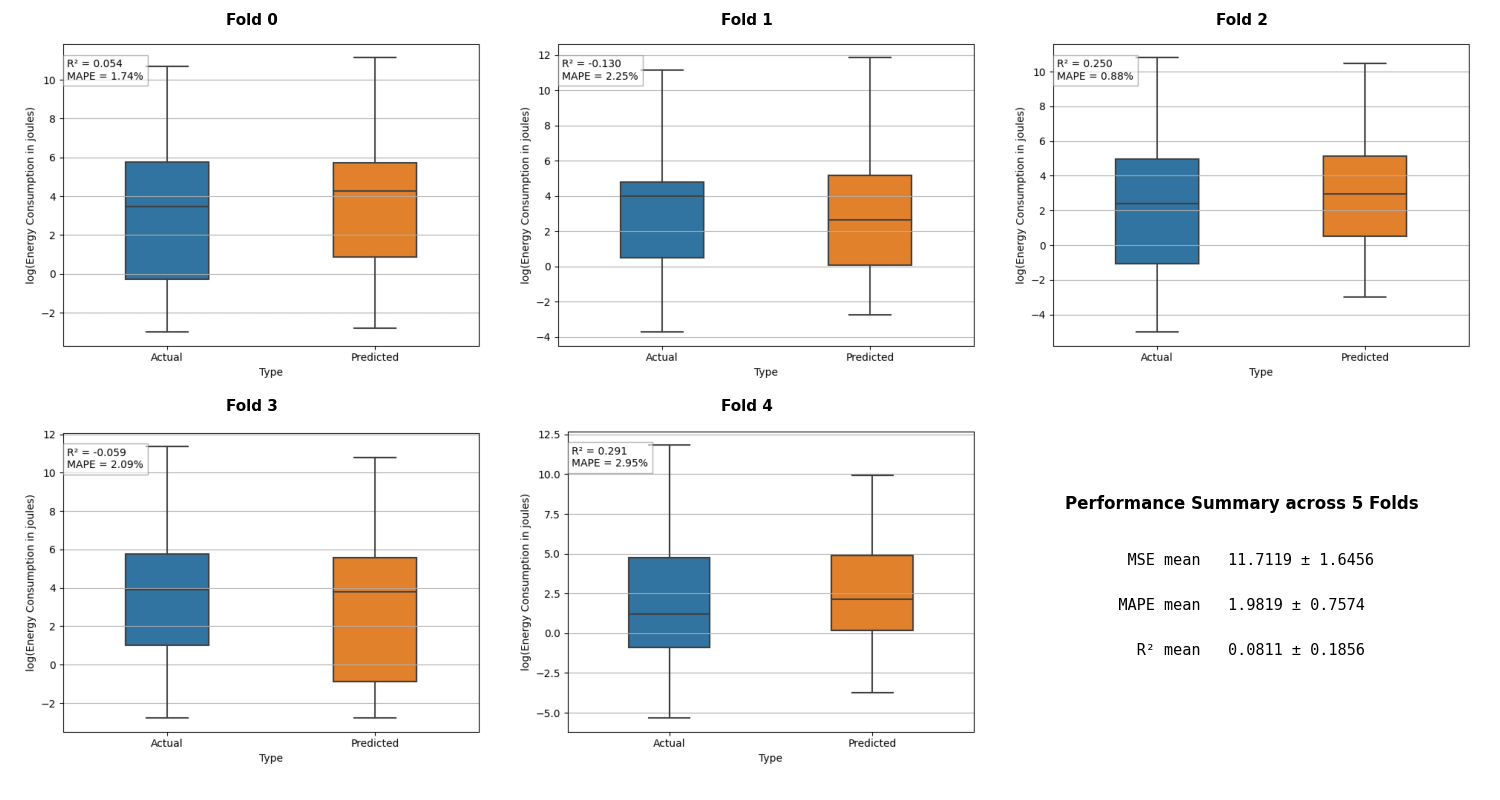 Fold 0
R² = 0.054
MAPE = 1.74%
log(Energy Consumption in joules)
10
8
6
4
2
0
−2
Actual
Predicted
Type
Fold 1
R² = -0.130
MAPE = 2.25%
log(Energy Consumption in joules)
12
10
8
6
4
2
0
−2
−4
Actual
Predicted
Type
Fold 2
R² = 0.250
MAPE = 0.88%
log(Energy Consumption in joules)
10
8
6
4
2
0
−2
−4
Actual
Predicted
Type
Fold 3
R² = -0.059
MAPE = 2.09%
log(Energy Consumption in joules)
12
10
8
6
4
2
0
−2
Actual
Predicted
Type
Fold 4
R² = 0.291
MAPE = 2.95%
log(Energy Consumption in joules)
12.5
10.0
7.5
5.0
2.5
0.0
−2.5
−5.0
Actual
Predicted
Type
Performance Summary across 5 Folds
MSE mean 11.7119 ± 1.6456
MAPE mean 1.9819 ± 0.7574
R² mean 0.0811 ± 0.1856